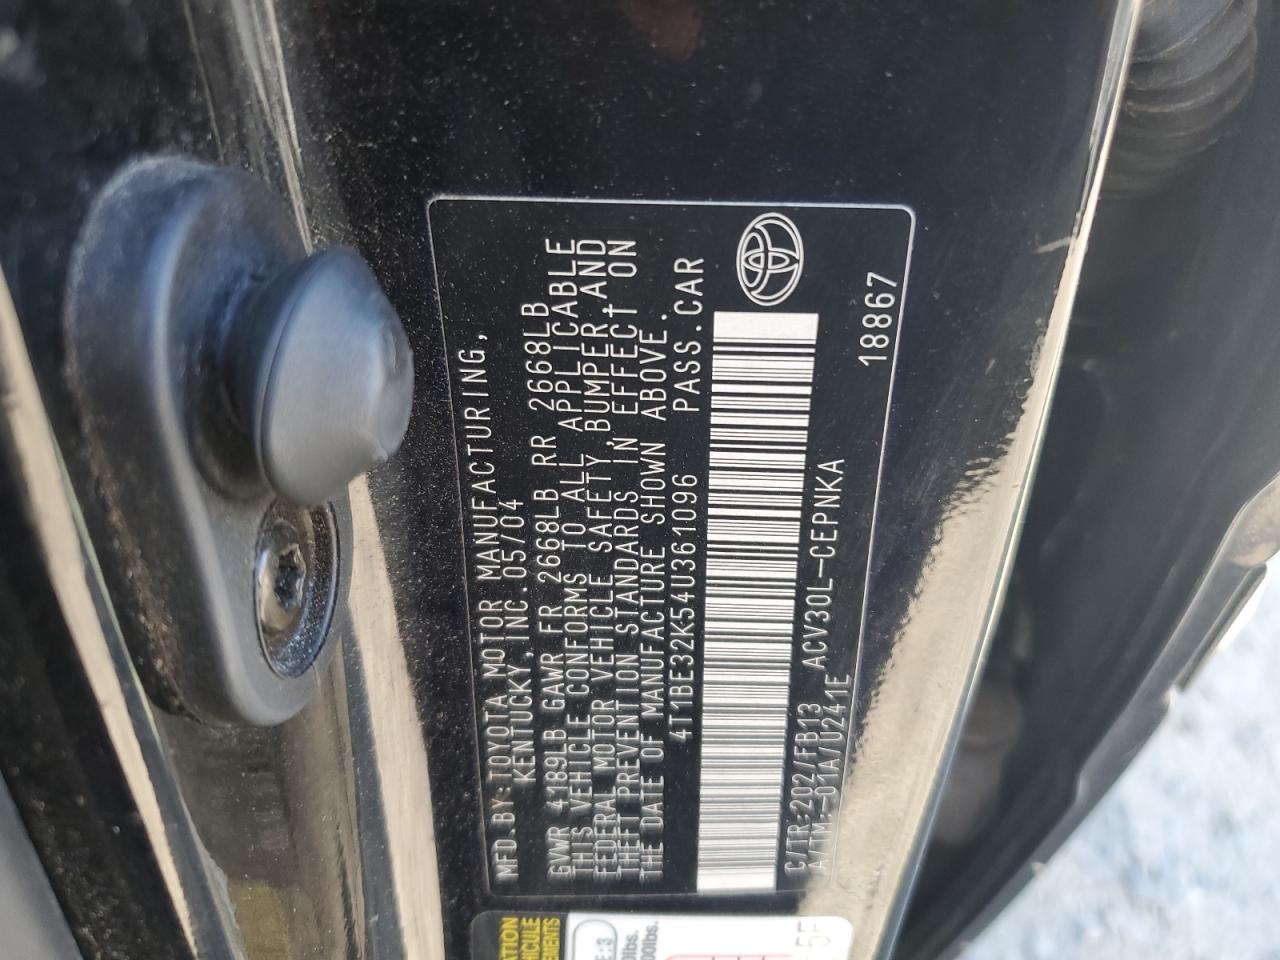 MFD.BY:TOYOTA MOTOR MANUFACTURING,
KENTUCKY,INC.05/04
GVWR 4189LB GAWR FR 2668LB RR 2668LB
THIS VEHICLE CONFORMS TO ALL APPLICABLE
FEDERAL MOTOR VEHICLE SAFETY,BUMPER,AND
THEFT PREVENTION STANDARDS IN EFFECT ON
THE DATE OF MANUFACTURE SHOWN ABOVE.
4T1BE32K54U361096 PASS.CAR
C/TR:202/FB13 ACV30L-CEPNKA
A/TM:-01A/U241E
18867